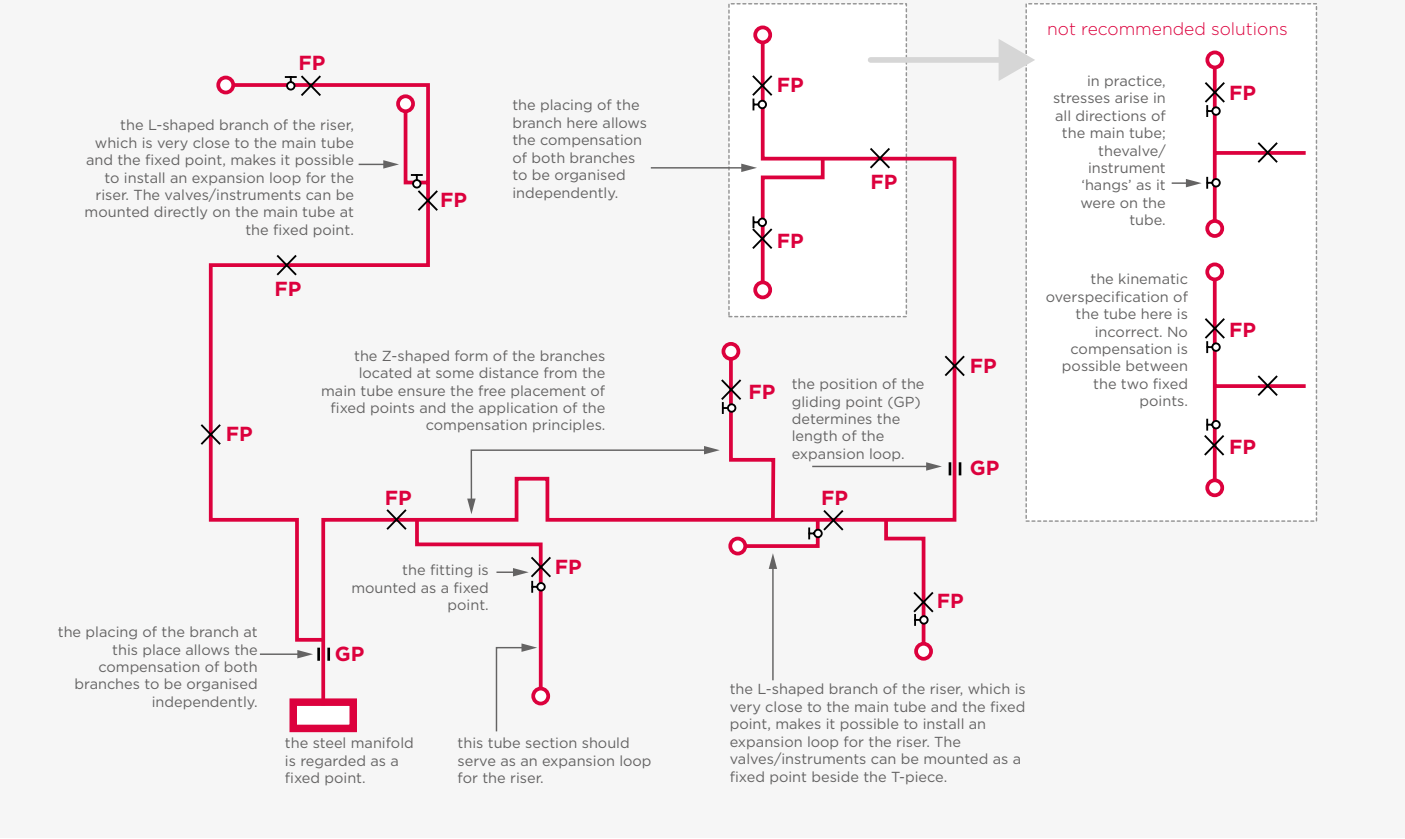 not recommended solutions
FP
the L-shaped branch of the riser,
which is very close to the main tube
and the fixed point, makes it possible
to install an expansion loop for the
riser. The valves/instruments can be
mounted directly on the main tube at
the fixed point.
FP
FP
the placing of the
branch here allows
the compensation
of both branches
to be organised
independently.
FP
FP
FP
in practice,
stresses arise in
all directions of
the main tube;
thevalve/
instrument
‘hangs’ as it
were on the
tube.
FP
the kinematic
overspecification of
the tube here is
incorrect. No
compensation is
possible between
the two fixed
points.
FP
FP
the Z-shaped form of the branches
located at some distance from the
main tube ensure the free placement of
fixed points and the application of the
compensation principles.
FP
the position of the
gliding point (GP)
determines the
length of the
expansion loop.
FP
GP
FP
FP
FP
the fitting is
mounted as a fixed
point.
FP
FP
the placing of the branch at
this place allows the
compensation of both
branches to be organised
independently.
GP
the steel manifold
is regarded as a
fixed point.
this tube section should
serve as an expansion loop
for the riser.
the L-shaped branch of the riser, which is
very close to the main tube and the fixed
point, makes it possible to install an
expansion loop for the riser. The
valves/instruments can be mounted as a
fixed point beside the T-piece.